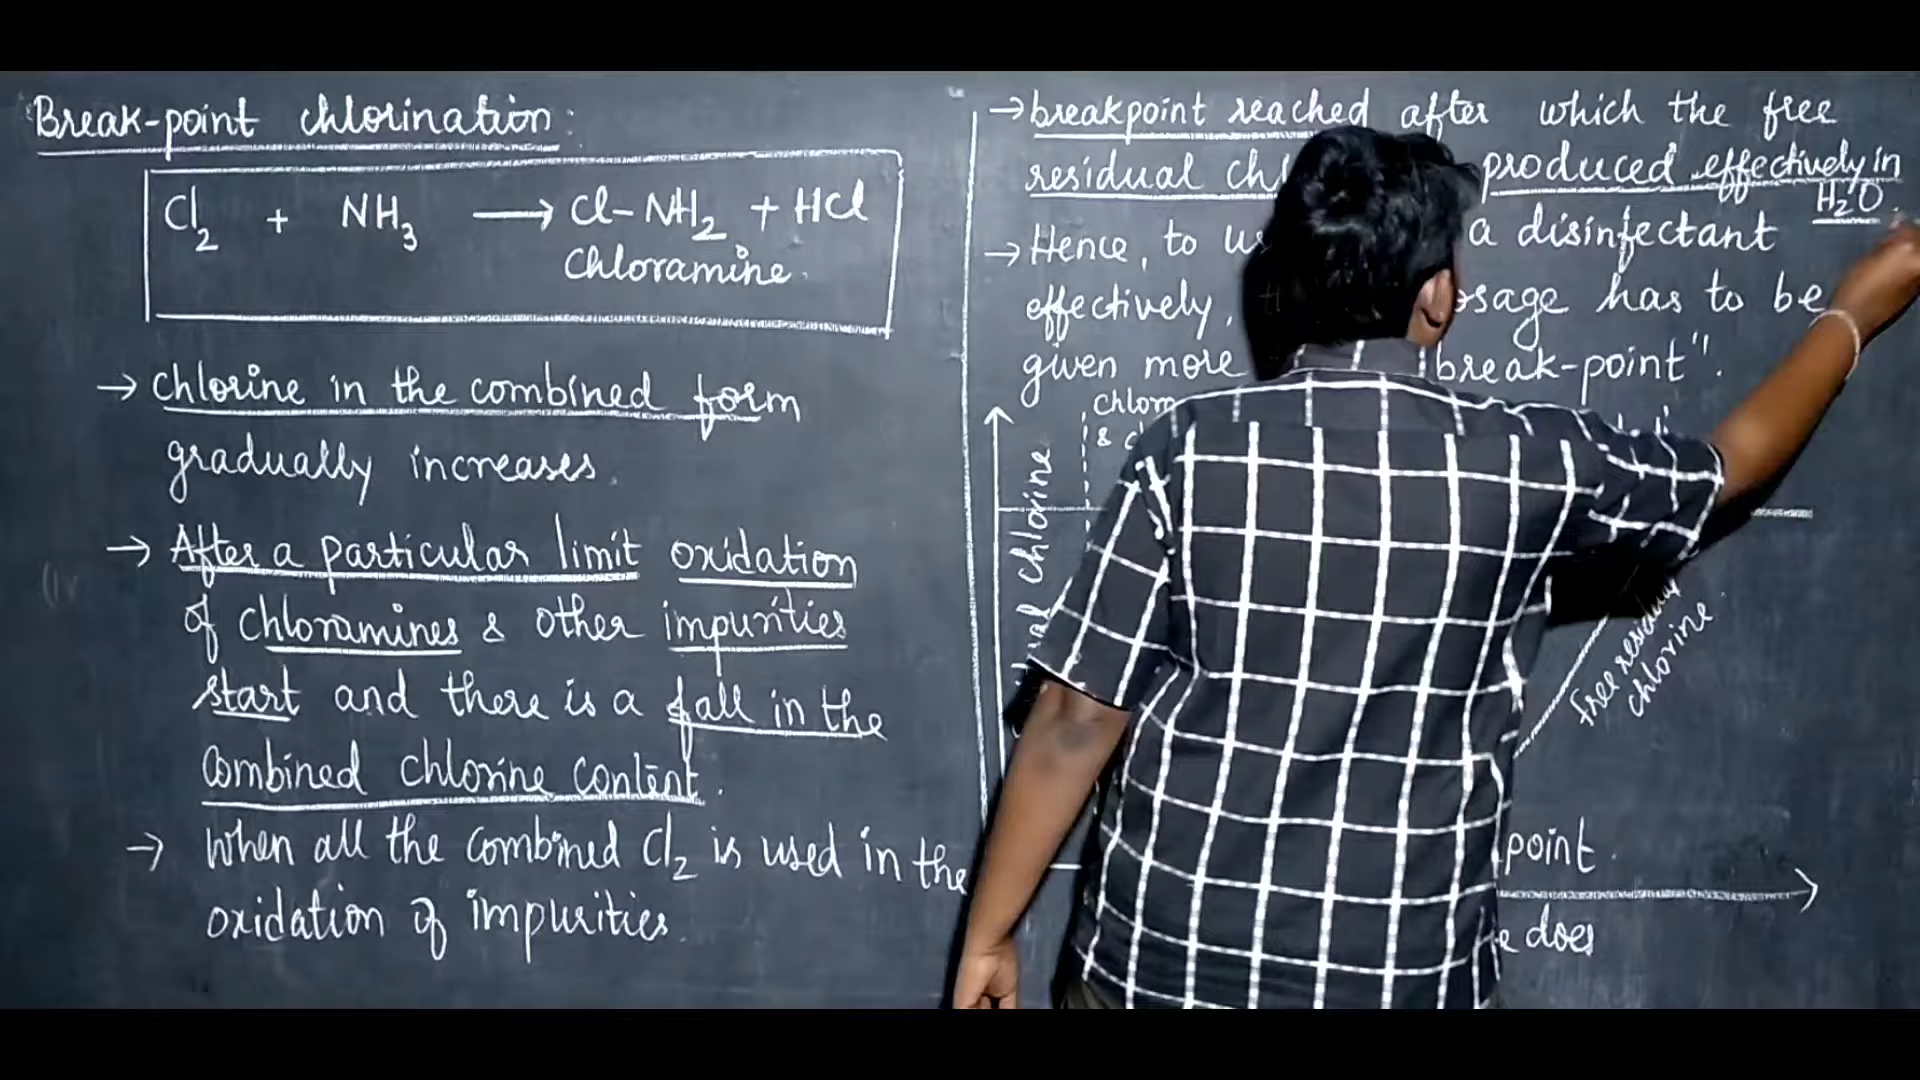 Break-point chlorination:
Cl2 + NH3 → Cl-NH2 + HCl
Chloramine.
→ chlorine in the combined form
gradually increases.
→ After a particular limit oxidation
of chloramines & other impurities
start and there is a fall in the
Combined chlorine content.
→ When all the combined Cl2 is used in the
oxidation of impurities.
→ breakpoint reached after which the free
residual produced effectively in
H2O.
→ Hence, to a disinfectant
effectively, has to be
given more break-point".
&
chlorine
Free
chlorine.
point.
does